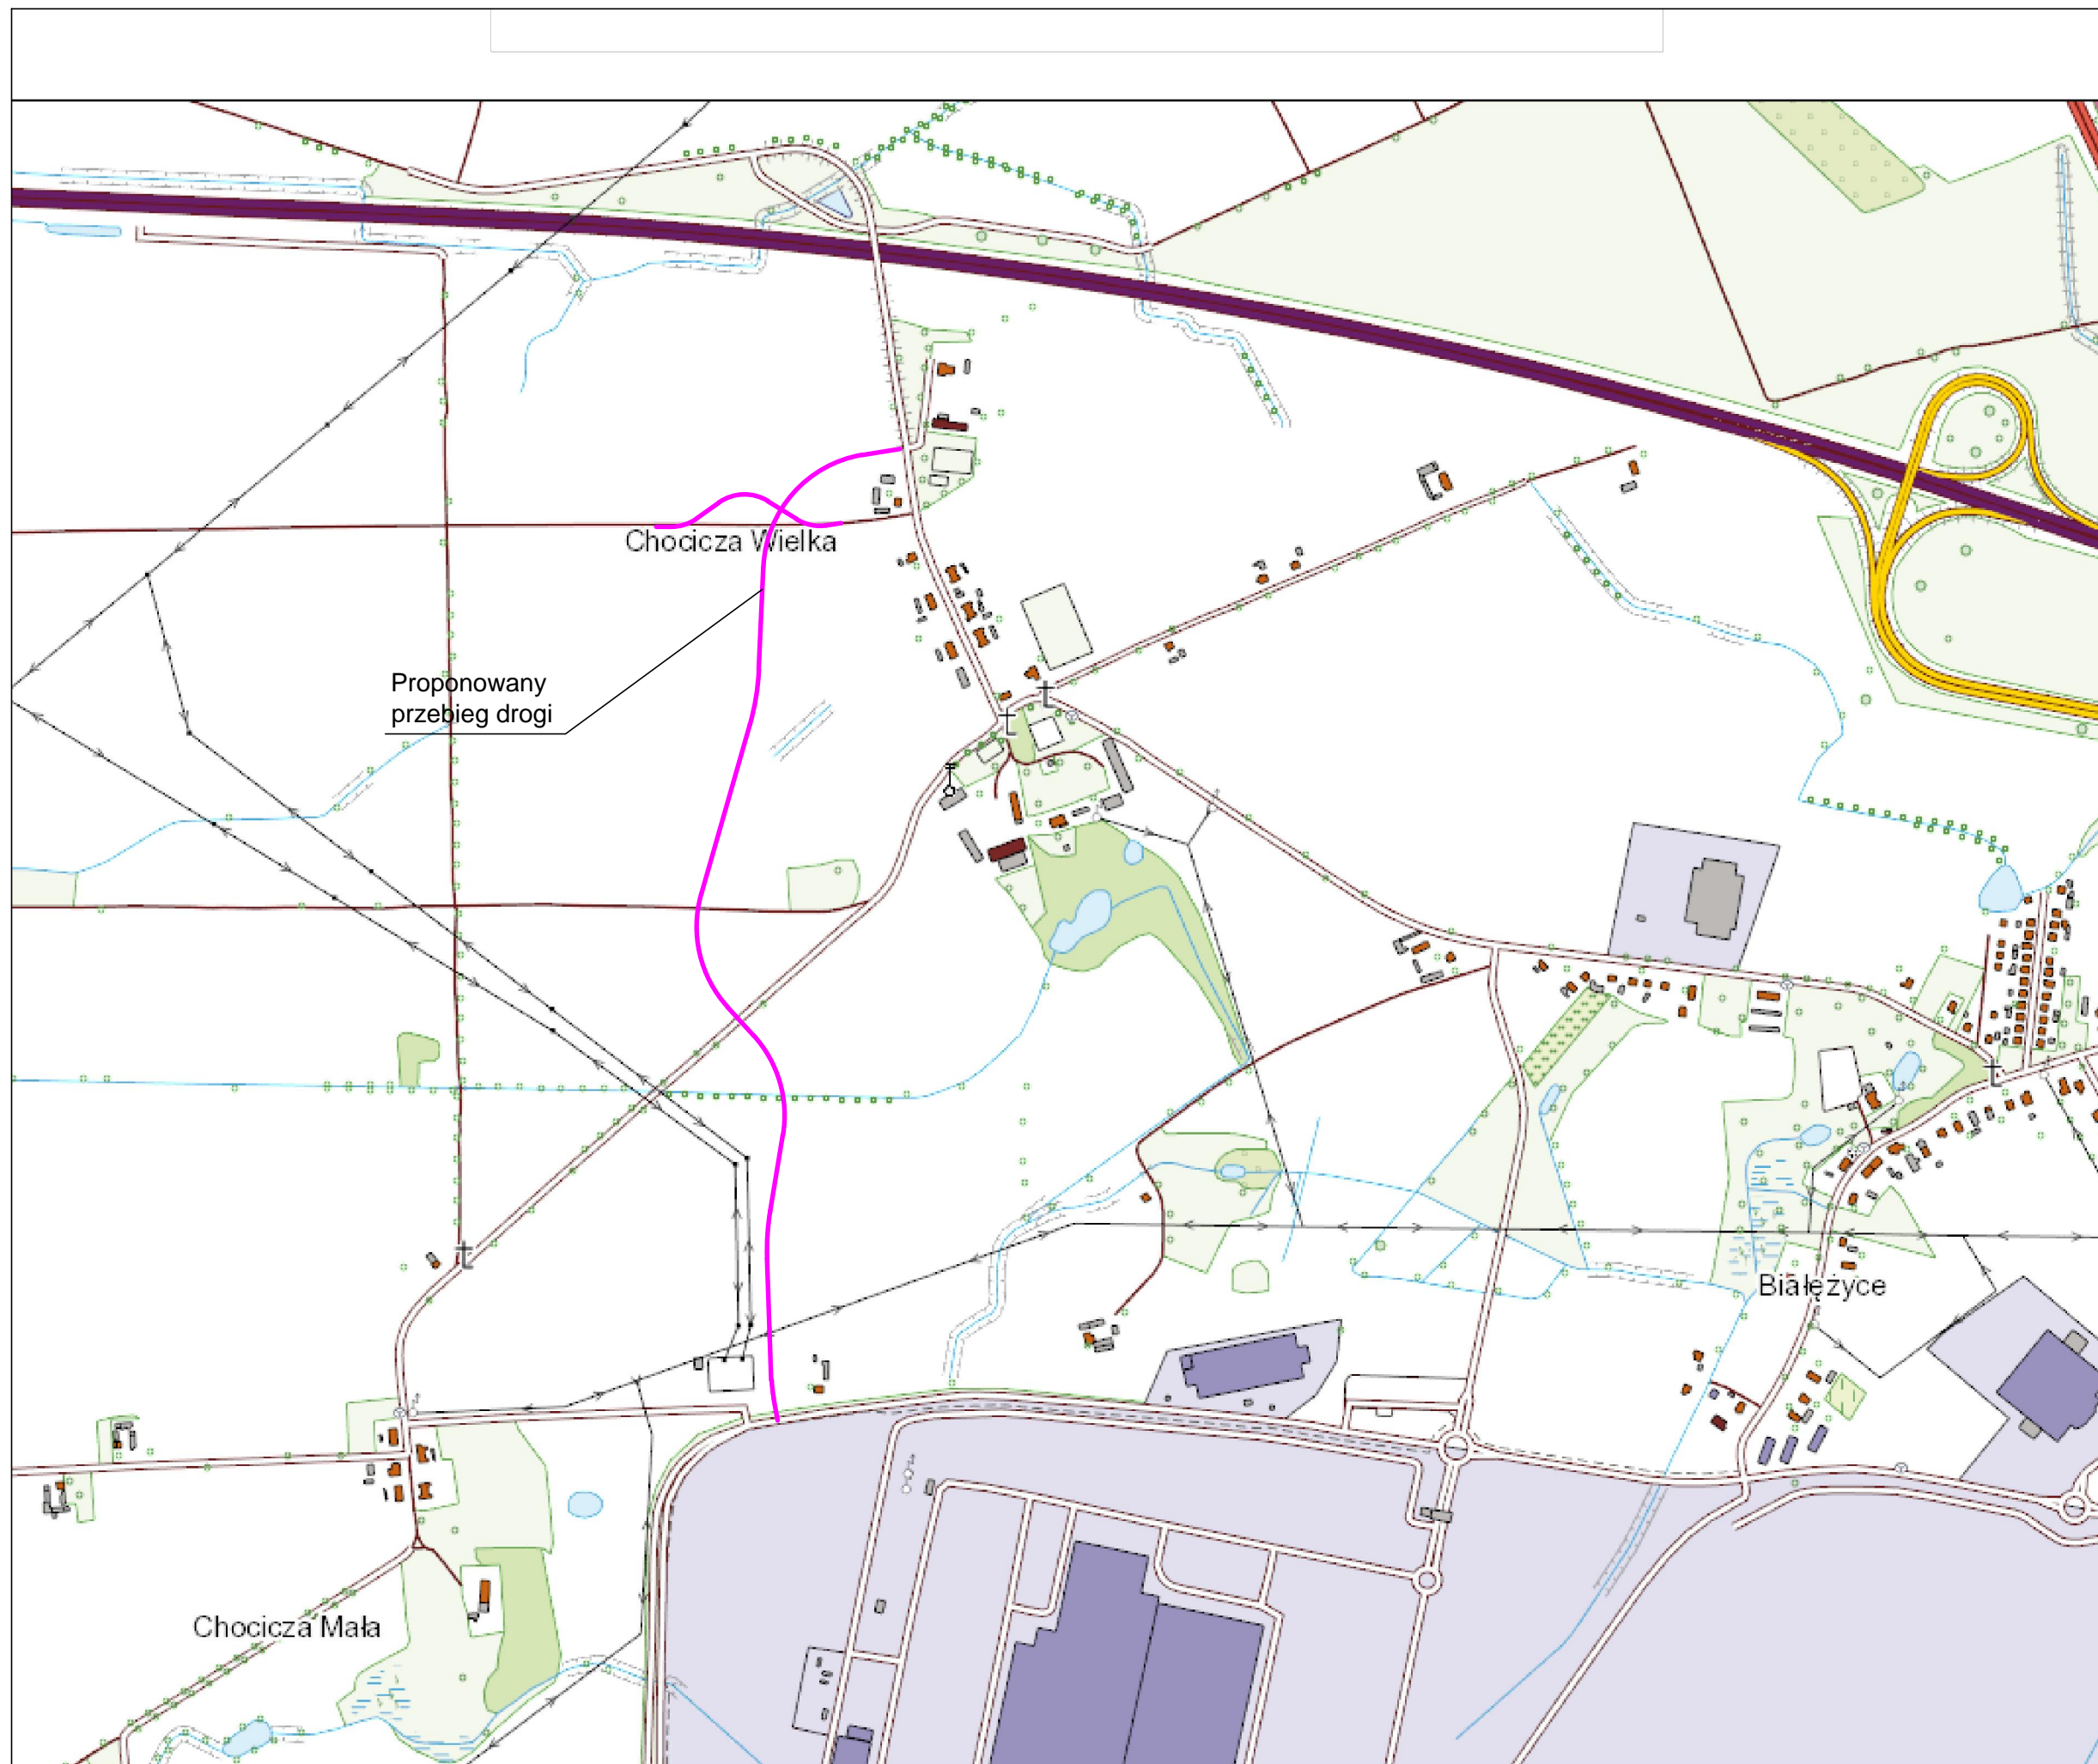 Chocicza Wielka
Proponowany
przebieg drogi
Białężyce
Chocicza Mała